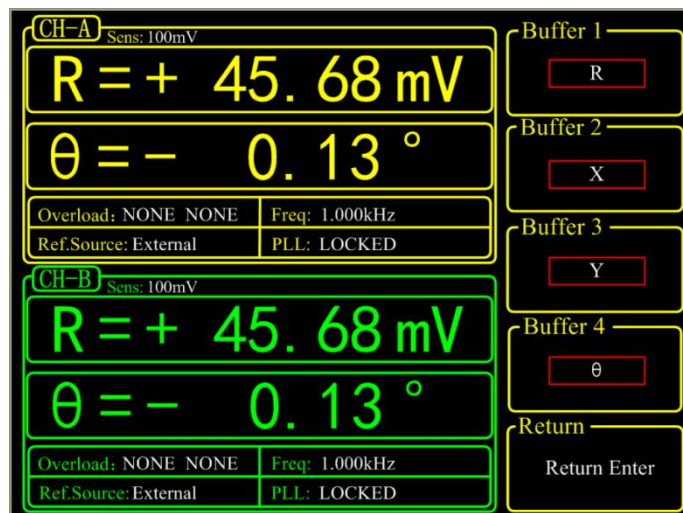 CH-A Sens: 100mV
R=+ 45.68 mV
θ=- 0.13 °
Overload: NONE NONE Freq: 1.000kHz
Ref.Source: External PLL: LOCKED
CH-B Sens: 100mV
R=+ 45.68 mV
θ=- 0.13 °
Overload: NONE NONE Freq: 1.000kHz
Ref.Source: External PLL: LOCKED
Buffer 1
R
Buffer 2
X
Buffer 3
Y
Buffer 4
θ
Return
Return Enter